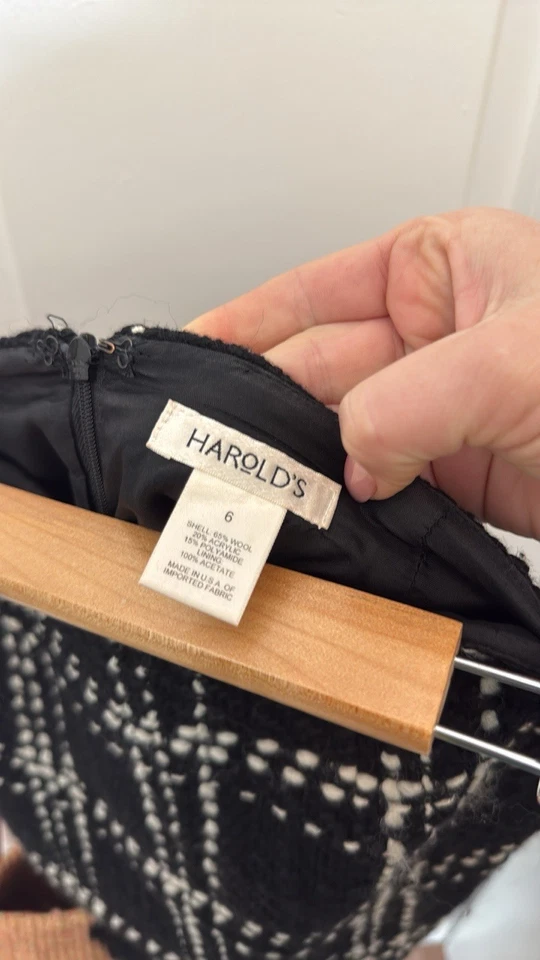 HAROLD'S
6
SHELL: 65% WOOL
20% ACRYLIC
15% POLYAMIDE
LINING:
100% ACETATE
MADE IN U.S.A. OF
IMPORTED FABRIC